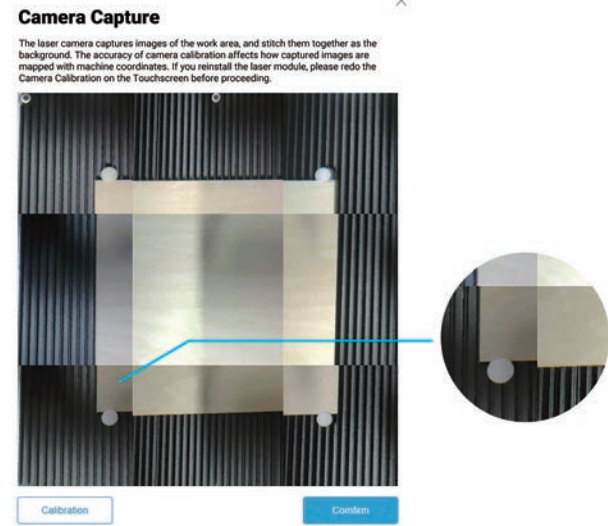 Camera Capture
The laser camera captures images of the work area, and stitch them together as the
background. The accuracy of camera calibration affects how captured images are
mapped with machine coordinates. If you reinstall the laser module, please redo the
Camera Calibration on the Touchscreen before proceeding.
Calibration
Comfirm